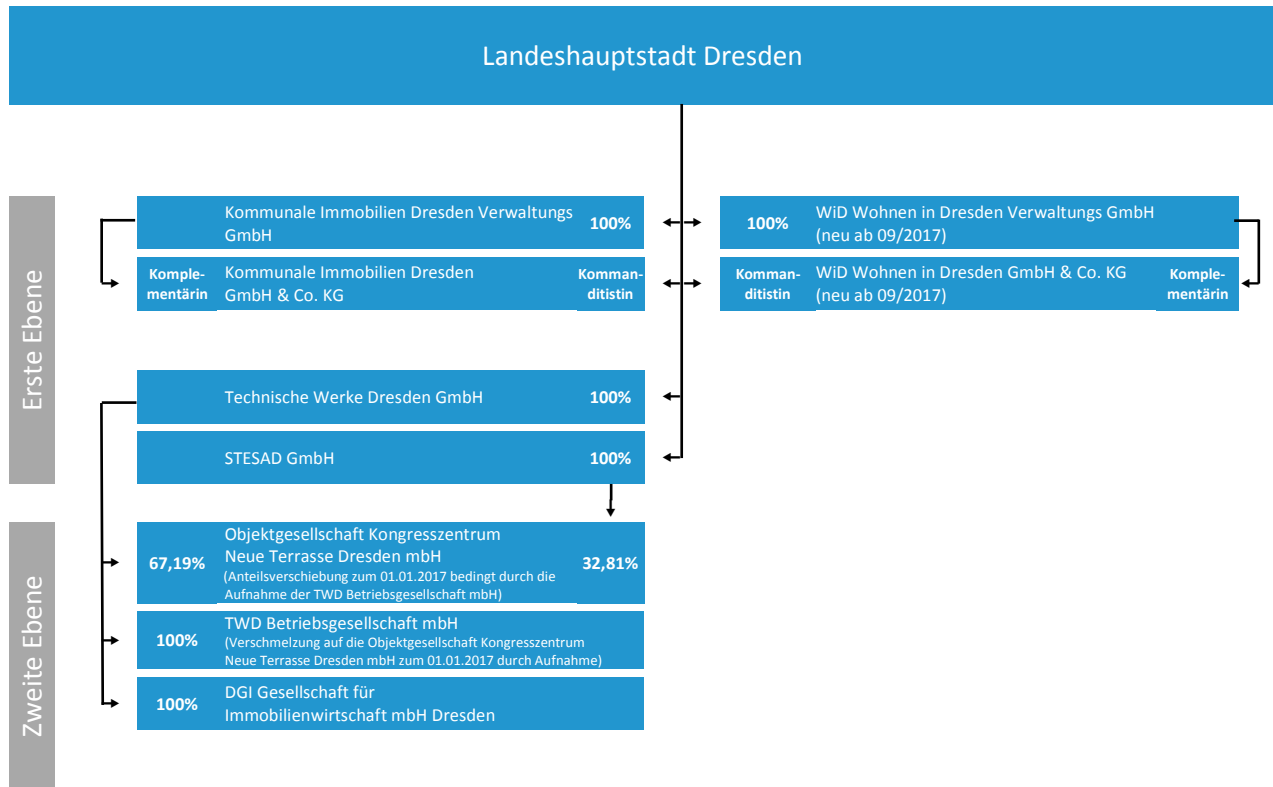 Landeshauptstadt Dresden
Erste Ebene
Kommunale Immobilien Dresden Verwaltungs
GmbH
100%
100%
WiD Wohnen in Dresden Verwaltungs GmbH
(neu ab 09/2017)
Komple-
mentärin
Kommunale Immobilien Dresden
GmbH & Co. KG
Komman-
ditistin
Komman-
ditistin
WiD Wohnen in Dresden GmbH & Co. KG
(neu ab 09/2017)
Komple-
mentärin
Technische Werke Dresden GmbH
100%
STESAD GmbH
100%
Zweite Ebene
67,19%
Objektgesellschaft Kongresszentrum
Neue Terrasse Dresden mbH
(Anteilsverschiebung zum 01.01.2017 bedingt durch die
Aufnahme der TWD Betriebsgesellschaft mbH)
32,81%
100%
TWD Betriebsgesellschaft mbH
(Verschmelzung auf die Objektgesellschaft Kongresszentrum
Neue Terrasse Dresden mbH zum 01.01.2017 durch Aufnahme)
100%
DGI Gesellschaft für
Immobilienwirtschaft mbH Dresden